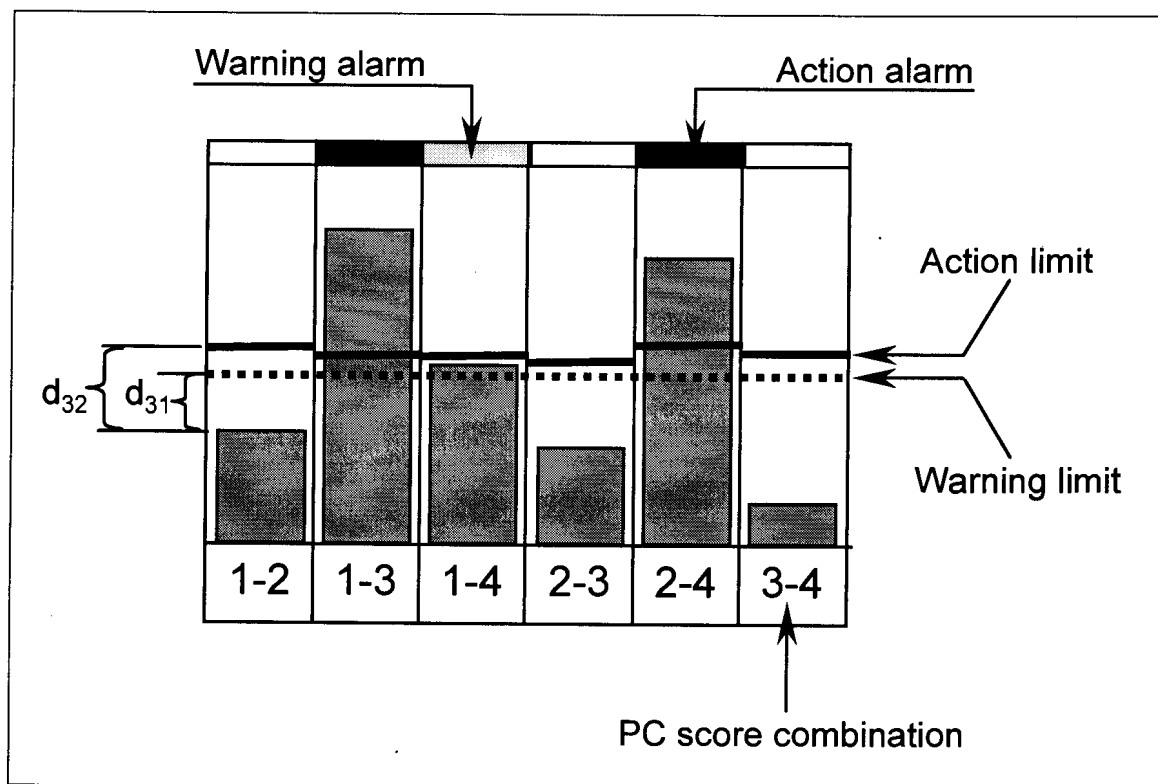 Warning alarm
Action alarm
Action limit
d32
d31
Warning limit
1-2 1-3 1-4 2-3 2-4 3-4
PC score combination